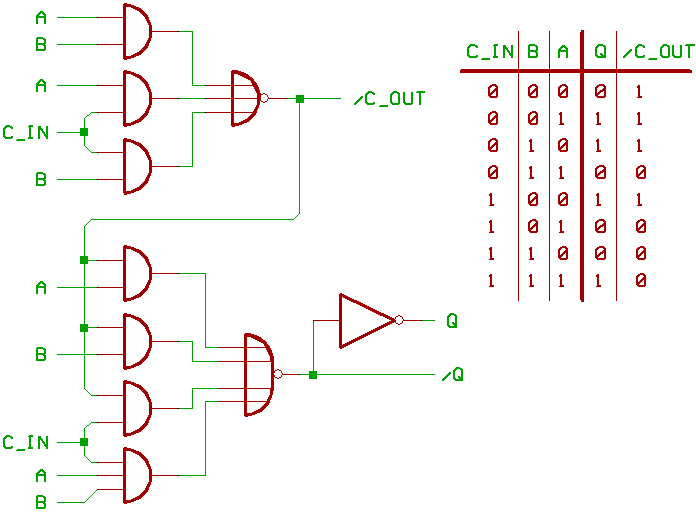 A
B
A
C_IN
B
/C_OUT
A
B
C_IN
A
B
Q
/Q
C_IN B A Q /C_OUT
0 0 0 0 1
0 0 1 1 1
0 1 0 1 1
0 1 1 0 0
1 0 0 1 1
1 0 1 0 0
1 1 0 0 0
1 1 1 1 0